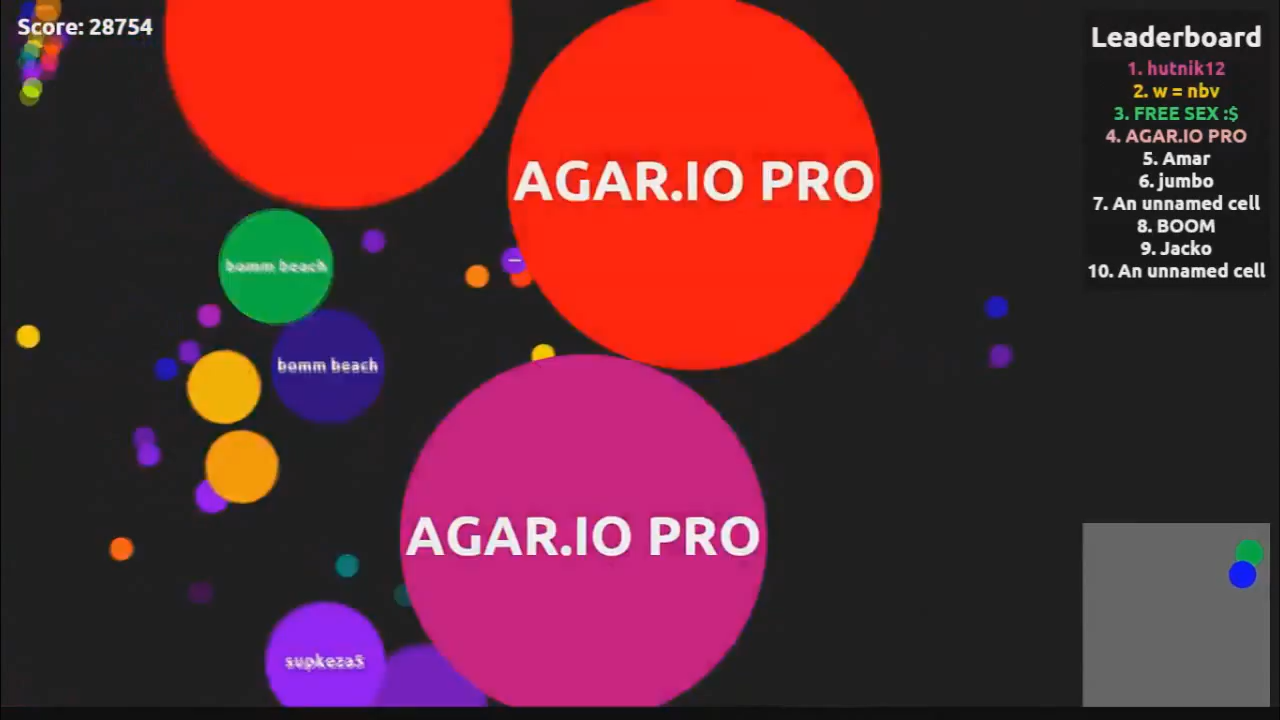 Score: 28754
Leaderboard
1. hutnik12
2. w = nbv
3. FREE SEX :$
4. AGAR.IO PRO
5. Amar
6. jumbo
7. An unnamed cell
8. BOOM
9. Jacko
10. An unnamed cell
AGAR.IO PRO
bomm beach
bomm beach
AGAR.IO PRO
supkeza5